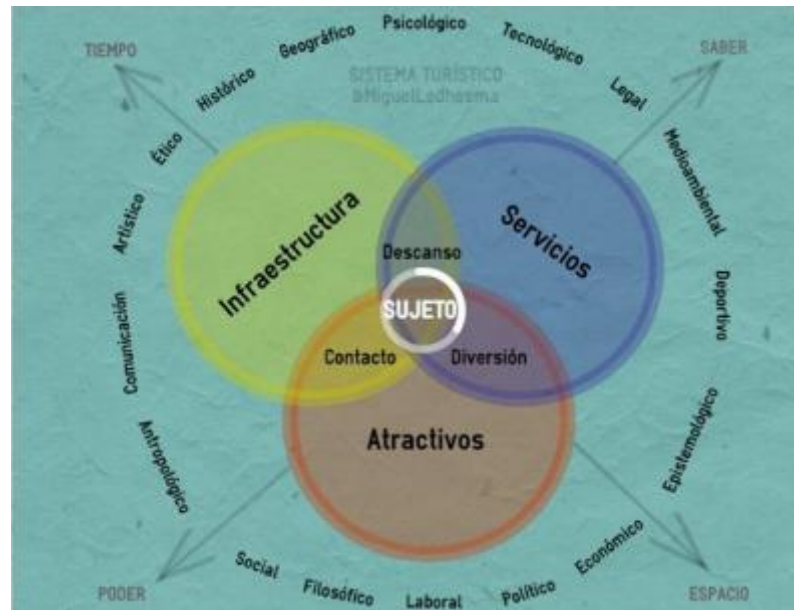 Psicológico
Geográfico
Tecnológico
TIEMPO
SABER
SISTEMA TURÍSTICO
@MiguelLedhesma
Histórico
Legal
Ético
Medioambiental
Artístico
Infraestructura
Servicios
Descanso
Deportivo
SUJETO
Comunicación
Contacto
Diversión
Atractivos
Antropológico
Epistemológico
Social
Económico
Filosófico
Político
Laboral
PODER
ESPACIO